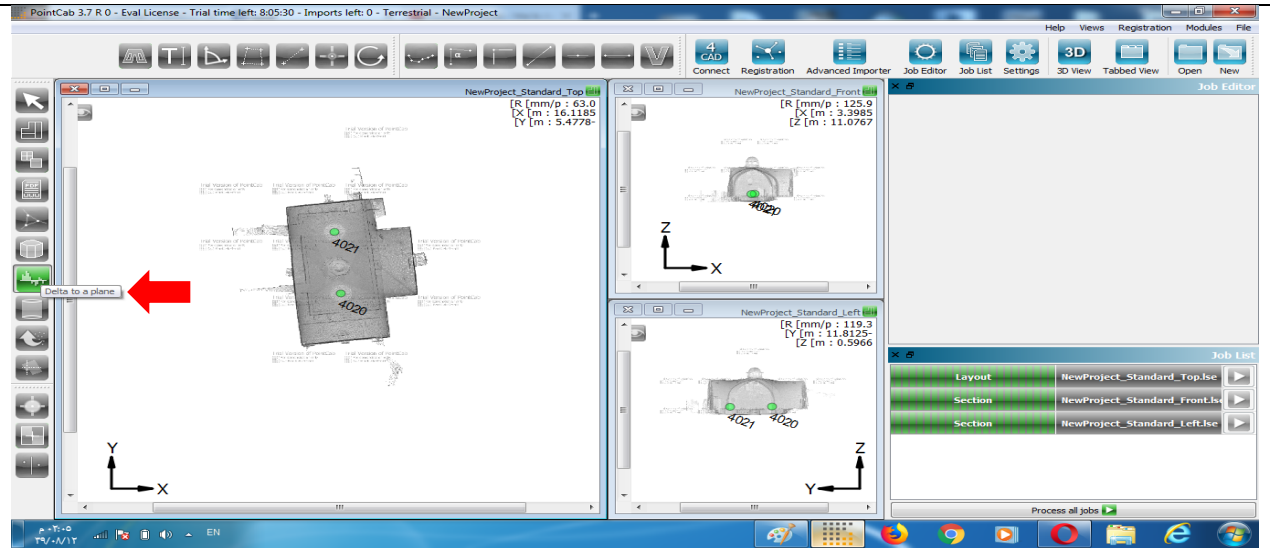 PointCab 3.7 R 0 - Eval License - Trial time left: 8:05:30 - Imports left: 0 - Terrestrial - NewProject
Help Views Registration Modules File
4 CAD
3D
Connect Registration Advanced Importer Job Editor Job List Settings 3D View Tabbed View Open New
NewProject_Standard_Top
[R [mm/p : 63.0
[X [m : 16.1185
[Y [m : 5.4778-
4021
4020
Delta to a plane
PDF
Y
X
NewProject_Standard_Front
[R [mm/p : 125.9
[X [m : 3.3985
[Z [m : 11.0767
Z
X
NewProject_Standard_Left
[R [mm/p : 119.3
[Y [m : 11.8125-
[Z [m : 0.5966
4021
4020
Z
Y
Job Editor
Job List
Layout NewProject_Standard_Top.lse
Section NewProject_Standard_Front.lse
Section NewProject_Standard_Left.lse
Process all jobs
EN